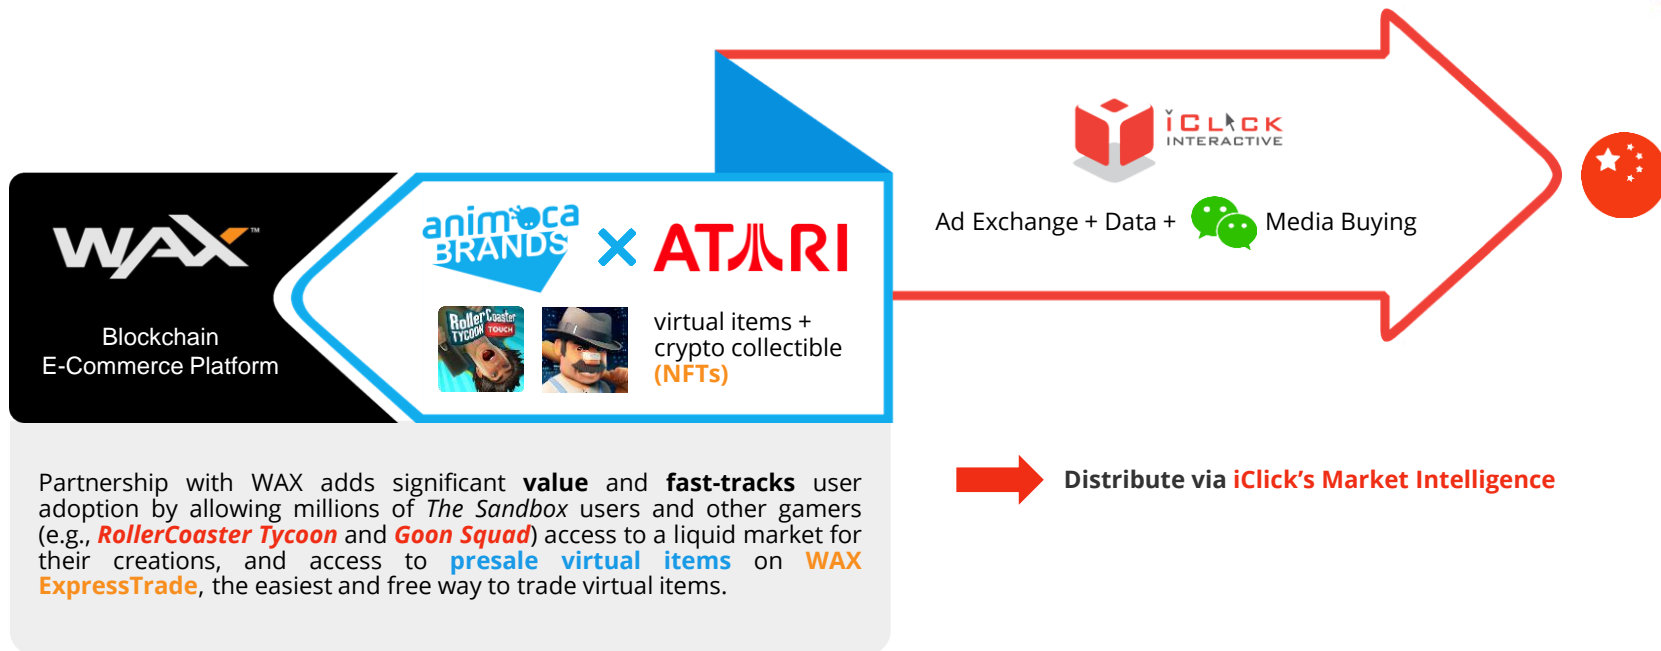 WAX™
Blockchain
E-Commerce Platform
animoca
BRANDS
ATARI
RollerCoaster
TYCOON TOUCH
virtual items +
crypto collectible
(NFTs)
iCLICK
INTERACTIVE
Ad Exchange + Data + Media Buying
Partnership with WAX adds significant value and fast-tracks user
adoption by allowing millions of The Sandbox users and other gamers
(e.g., RollerCoaster Tycoon and Goon Squad) access to a liquid market for
their creations, and access to presale virtual items on WAX
ExpressTrade, the easiest and free way to trade virtual items.
Distribute via iClick’s Market Intelligence